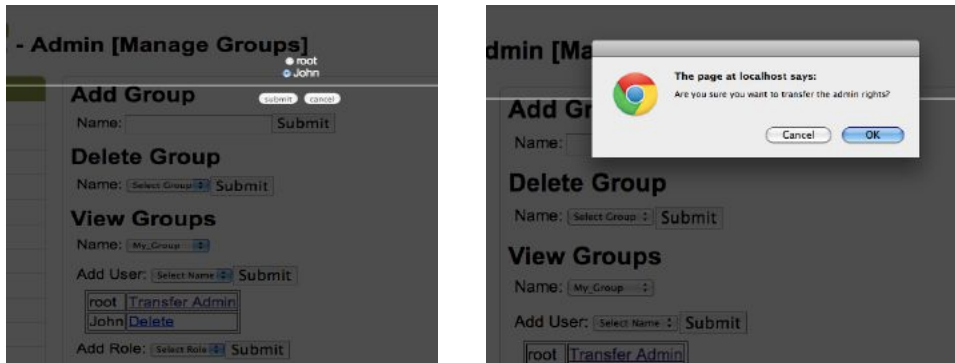 - Admin [Manage Groups]
root
John
submit cancel
Add Group
Name: Submit
Delete Group
Name: Select Group Submit
View Groups
Name: My_Group
Add User: Select Name Submit
root Transfer Admin
John Delete
Add Role: Select Role Submit
dmin [Ma
The page at localhost says:
Are you sure you want to transfer the admin rights?
Cancel OK
Add Gr
Name:
Delete Group
Name: Select Group Submit
View Groups
Name: My_Group
Add User: Select Name Submit
root Transfer Admin